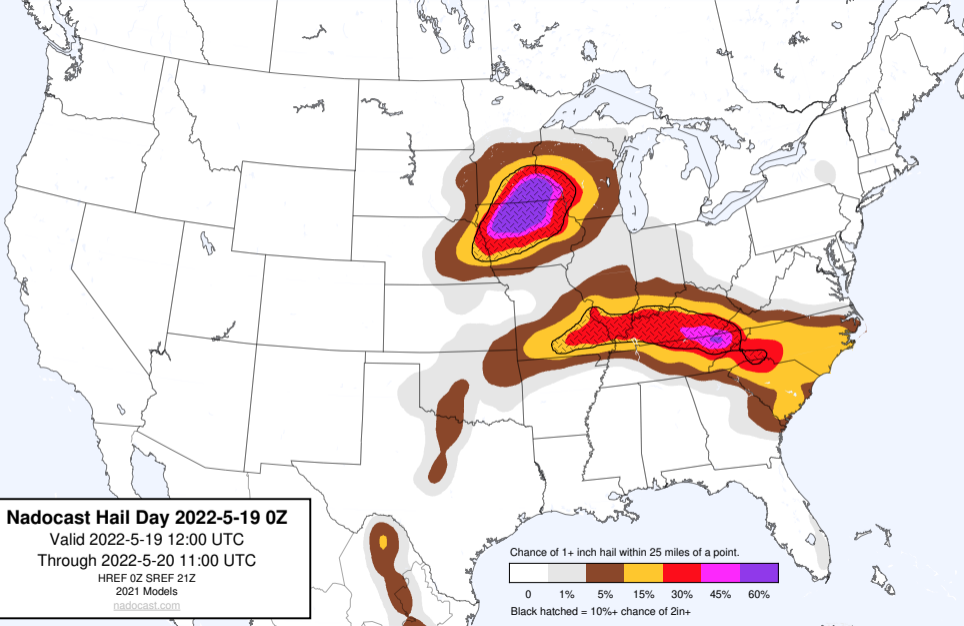 Nadocast Hail Day 2022-5-19 0Z
Valid 2022-5-19 12:00 UTC
Through 2022-5-20 11:00 UTC
HREF 0Z SREF 21Z
2021 Models
nadocast.com
Chance of 1+ inch hail within 25 miles of a point.
0 1% 5% 15% 30% 45% 60%
Black hatched = 10%+ chance of 2in+